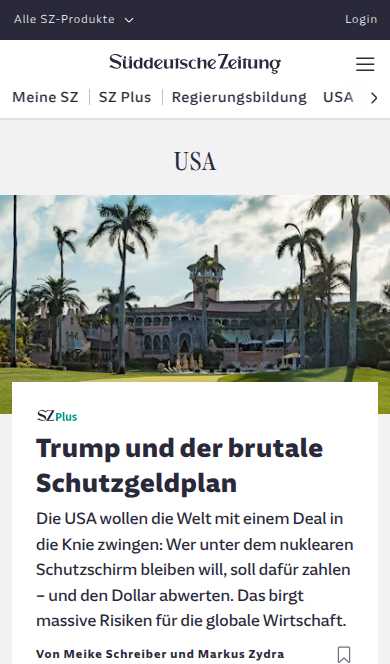 Alle SZ-Produkte
Login
Süddeutsche Zeitung
Meine SZ
SZ Plus
Regierungsbildung
USA
USA
SZ Plus
Trump und der brutale
Schutzgeldplan
Die USA wollen die Welt mit einem Deal in
die Knie zwingen: Wer unter dem nuklearen
Schutzschirm bleiben will, soll dafür zahlen
– und den Dollar abwerten. Das birgt
massive Risiken für die globale Wirtschaft.
Von Meike Schreiber und Markus Zydra